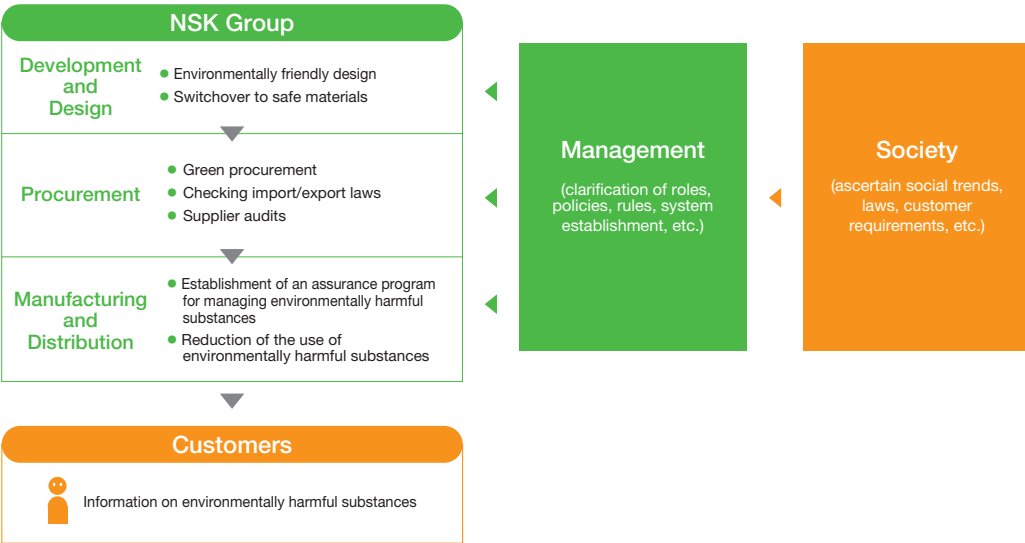 NSK Group
Development
and
Design
● Environmentally friendly design
● Switchover to safe materials
Procurement
● Green procurement
● Checking import/export laws
● Supplier audits
Manufacturing
and
Distribution
● Establishment of an assurance program
for managing environmentally harmful
substances
● Reduction of the use of
environmentally harmful substances
Management
(clarification of roles,
policies, rules, system
establishment, etc.)
Society
(ascertain social trends,
laws, customer
requirements, etc.)
Customers
Information on environmentally harmful substances